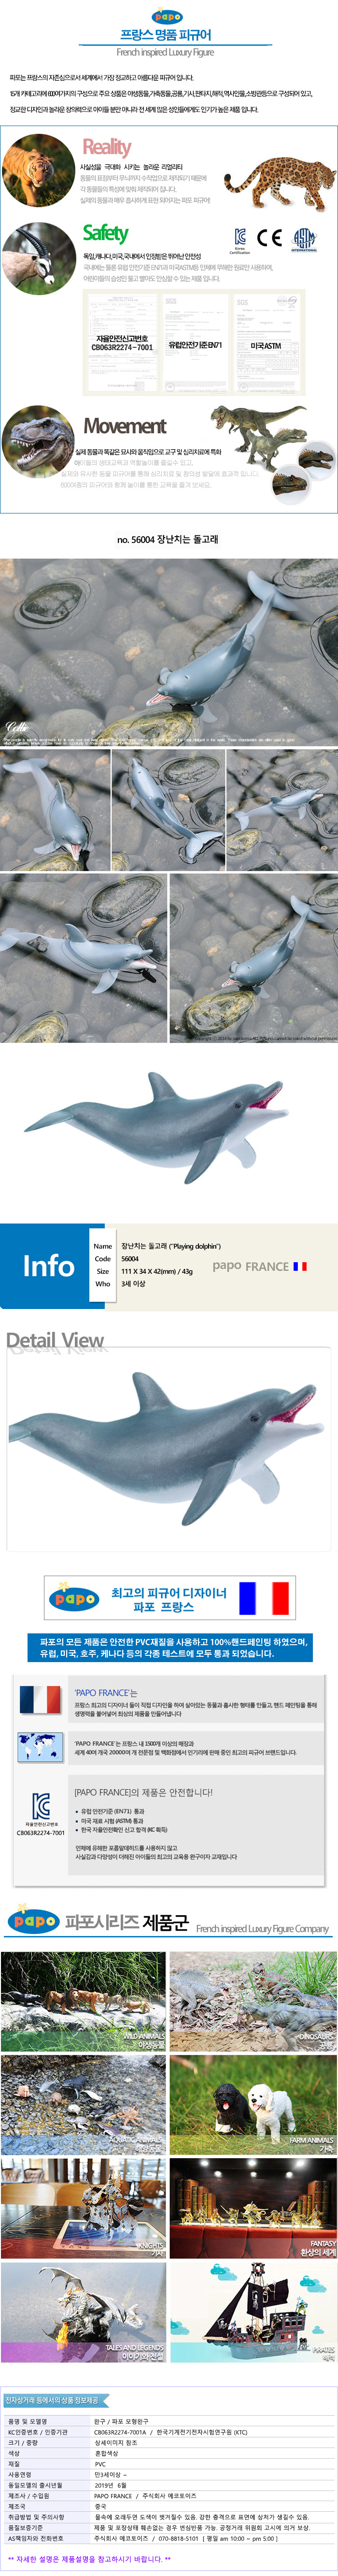 papo
프랑스 명품 피규어
French inspired Luxury Figure
파포는 프랑스의 자존심으로서 세계에서 가장 정교하고 아름다운 피규어 입니다.
15개 카테고리에 600여가지의 구성으로 주요 상품은 야생동물,가축동물,공룡,기사,판타지,해적,역사인물,소방관등으로 구성되어 있고,
정교한 디자인과 놀라운 창의력으로 아이들 뿐만 아니라 전 세계 많은 성인들에게도 인기가 높은 제품 입니다.
Reality
사실성을 극대화 시키는 놀라운 리얼리티
동물의 표정부터 무늬까지 수작업으로 제작되기 때문에
각 동물들의 특성에 맞춰 제작되어 집니다.
실제의 동물과 매우 흡사하게 표현 되어지는 파포 피규어
Safety
독일,캐나다,미국,국내에서 인정받은 뛰어난 안전성
국내에는 물론 유럽 안전기준 EN71과 미국ASTM등 인체에 무해한 원료만 사용하여,
어린아이들의 습성인 물고 빨아도 안심할 수 있는 제품 입니다.
Korea
Certification
ASTM
INTERNATIONAL
자율안전신고번호
CB063R2274-7001
유럽안전기준 EN71
미국 ASTM
Movement
실제 동물과 똑같은 묘사와 움직임으로 교구 및 심리치료에 특화
아이들의 생태교육과 역할놀이를 즐길수 있고,
실제와 유사한 동물 피규어를 통해 심리치료 및 창의성 발달에 효과적 입니다.
600여종의 피규어와 함께 놀이를 통한 교육을 즐겨 보세요.
no. 56004 장난치는 돌고래
Info
Name 장난치는 돌고래 ("Playing dolphin")
Code 56004
Size 111 X 34 X 42(mm) / 43g
Who 3세 이상
papo FRANCE
Detail View
papo
최고의 피규어 디자이너
파포 프랑스
파포의 모든 제품은 안전한 PVC재질을 사용하고 100%핸드페인팅 하였으며,
유럽, 미국, 호주, 케나다 등의 각종 테스트에 모두 통과 되었습니다.
'PAPO FRANCE'는
프랑스 최고의 디자이너 들이 직접 디자인을 하여 살아있는 동물과 흡사한 형태를 만들고, 핸드 페인팅을 통해
생명력을 불어넣어 최상의 제품을 만들어냅니다
'PAPO FRANCE'는 프랑스 내 1500개 이상의 매장과
세계 40여 개국 20000여 개 전문점 및 백화점에서 인기리에 판매 중인 최고의 피규어 브랜드입니다.
자율안전신고번호
CB063R2274-7001
[PAPO FRANCE]의 제품은 안전합니다!
• 유럽 안전기준 (EN71) 통과
• 미국 재료 시험 (ASTM) 통과
• 한국 자율안전확인 신고 합격 (KC 획득)
인체에 유해한 포름알데히드를 사용하지 않고
사실감과 다양성이 더해진 아이들의 최고의 교육용 완구이자 교재입니다
papo 파포시리즈 제품군 French inspired Luxury Figure Company
WILD ANIMALS
야생동물
DINOSAURS
공룡
AQUATIC ANIMALS
해양동물
FARM ANIMALS
가축
KNIGHTS
기사
FANTASY
환상의 세계
TALES AND LEGENDS
이야기와 전설
PIRATES
해적
전자상거래 등에서의 상품 정보제공
품명 및 모델명 완구 / 파포 모형완구
KC인증번호 / 인증기관 CB063R2274-7001A / 한국기계전기전자시험연구원 (KTC)
크기 / 중량 상세이미지 참조
색상 혼합색상
재질 PVC
사용연령 만3세이상 ~
동일모델의 출시년월 2019년 6월
제조사 / 수입원 PAPO FRANCE / 주식회사 에코토이즈
제조국 중국
취급방법 및 주의사항 물속에 오래두면 도색이 벗겨질수 있음. 강한 충격으로 표면에 상처가 생길수 있음.
품질보증기준 제품 및 포장상태 훼손없는 경우 변심반품 가능. 공정거래 위원회 고시에 의거 보상.
AS책임자와 전화번호 주식회사 에코토이즈 / 070-8818-5101 [ 평일 am 10:00 ~ pm 5:00 ]
** 자세한 설명은 제품설명을 참고하시기 바랍니다. **